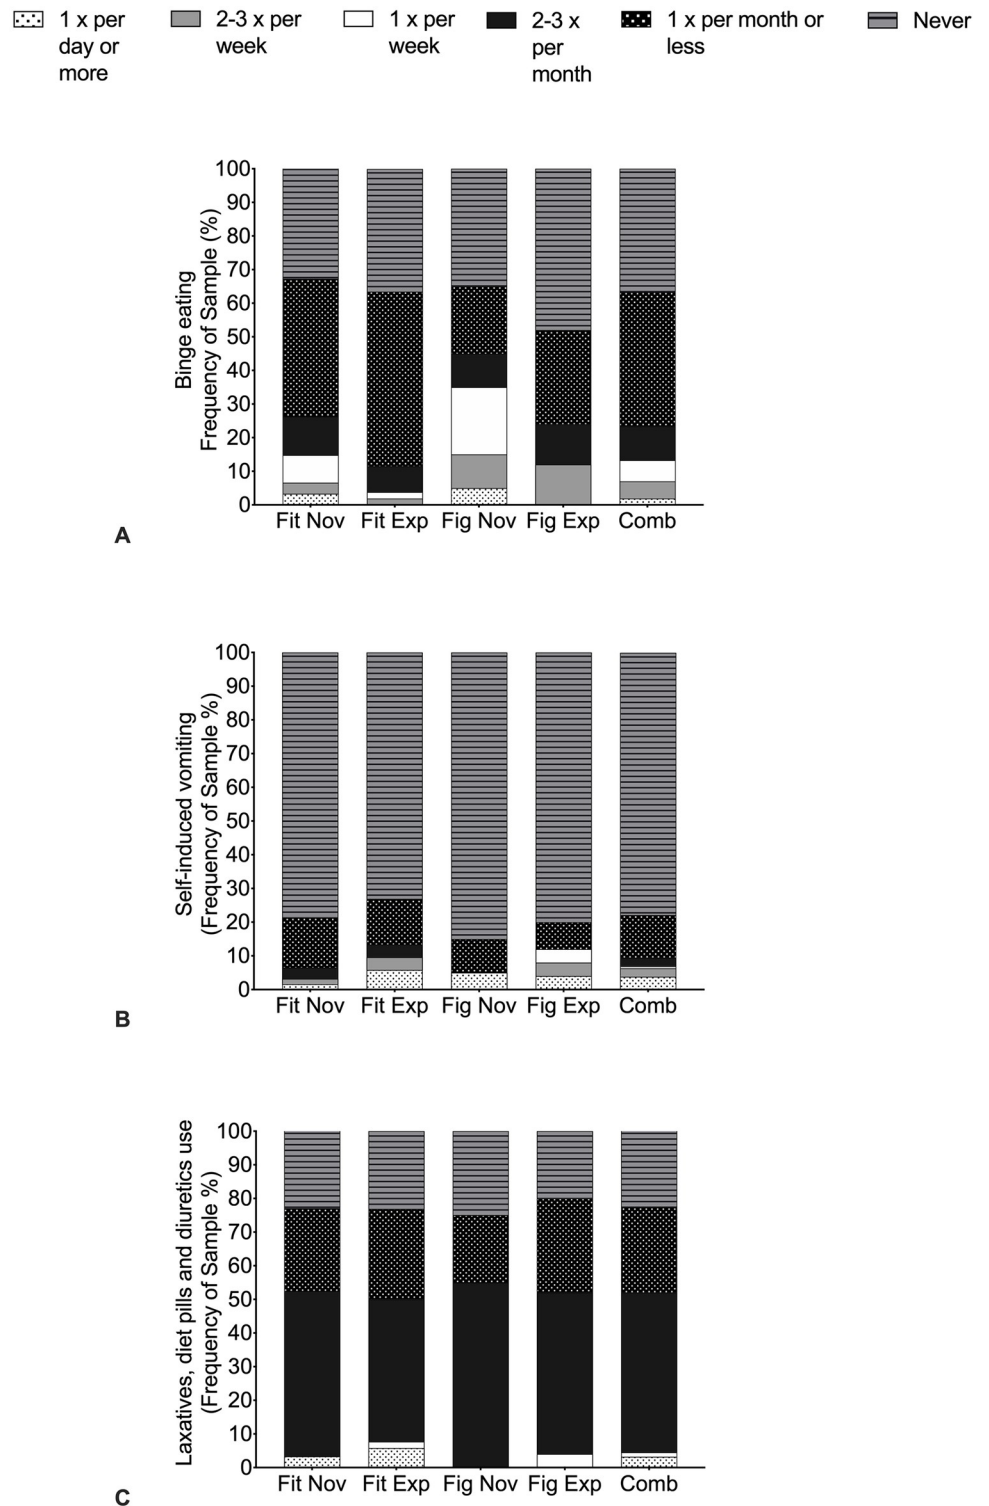 1 x per day or more
2-3 x per week
1 x per week
2-3 x per month
1 x per month or less
Never
Binge eating
Frequency of Sample (%)
100
90
80
70
60
50
40
30
20
10
0
Fit Nov Fit Exp Fig Nov Fig Exp Comb
A
Self-induced vomiting
(Frequency of Sample %)
100
90
80
70
60
50
40
30
20
10
0
Fit Nov Fit Exp Fig Nov Fig Exp Comb
B
Laxatives, diet pills and diuretics use
(Frequency of Sample %)
100
90
80
70
60
50
40
30
20
10
0
Fit Nov Fit Exp Fig Nov Fig Exp Comb
C